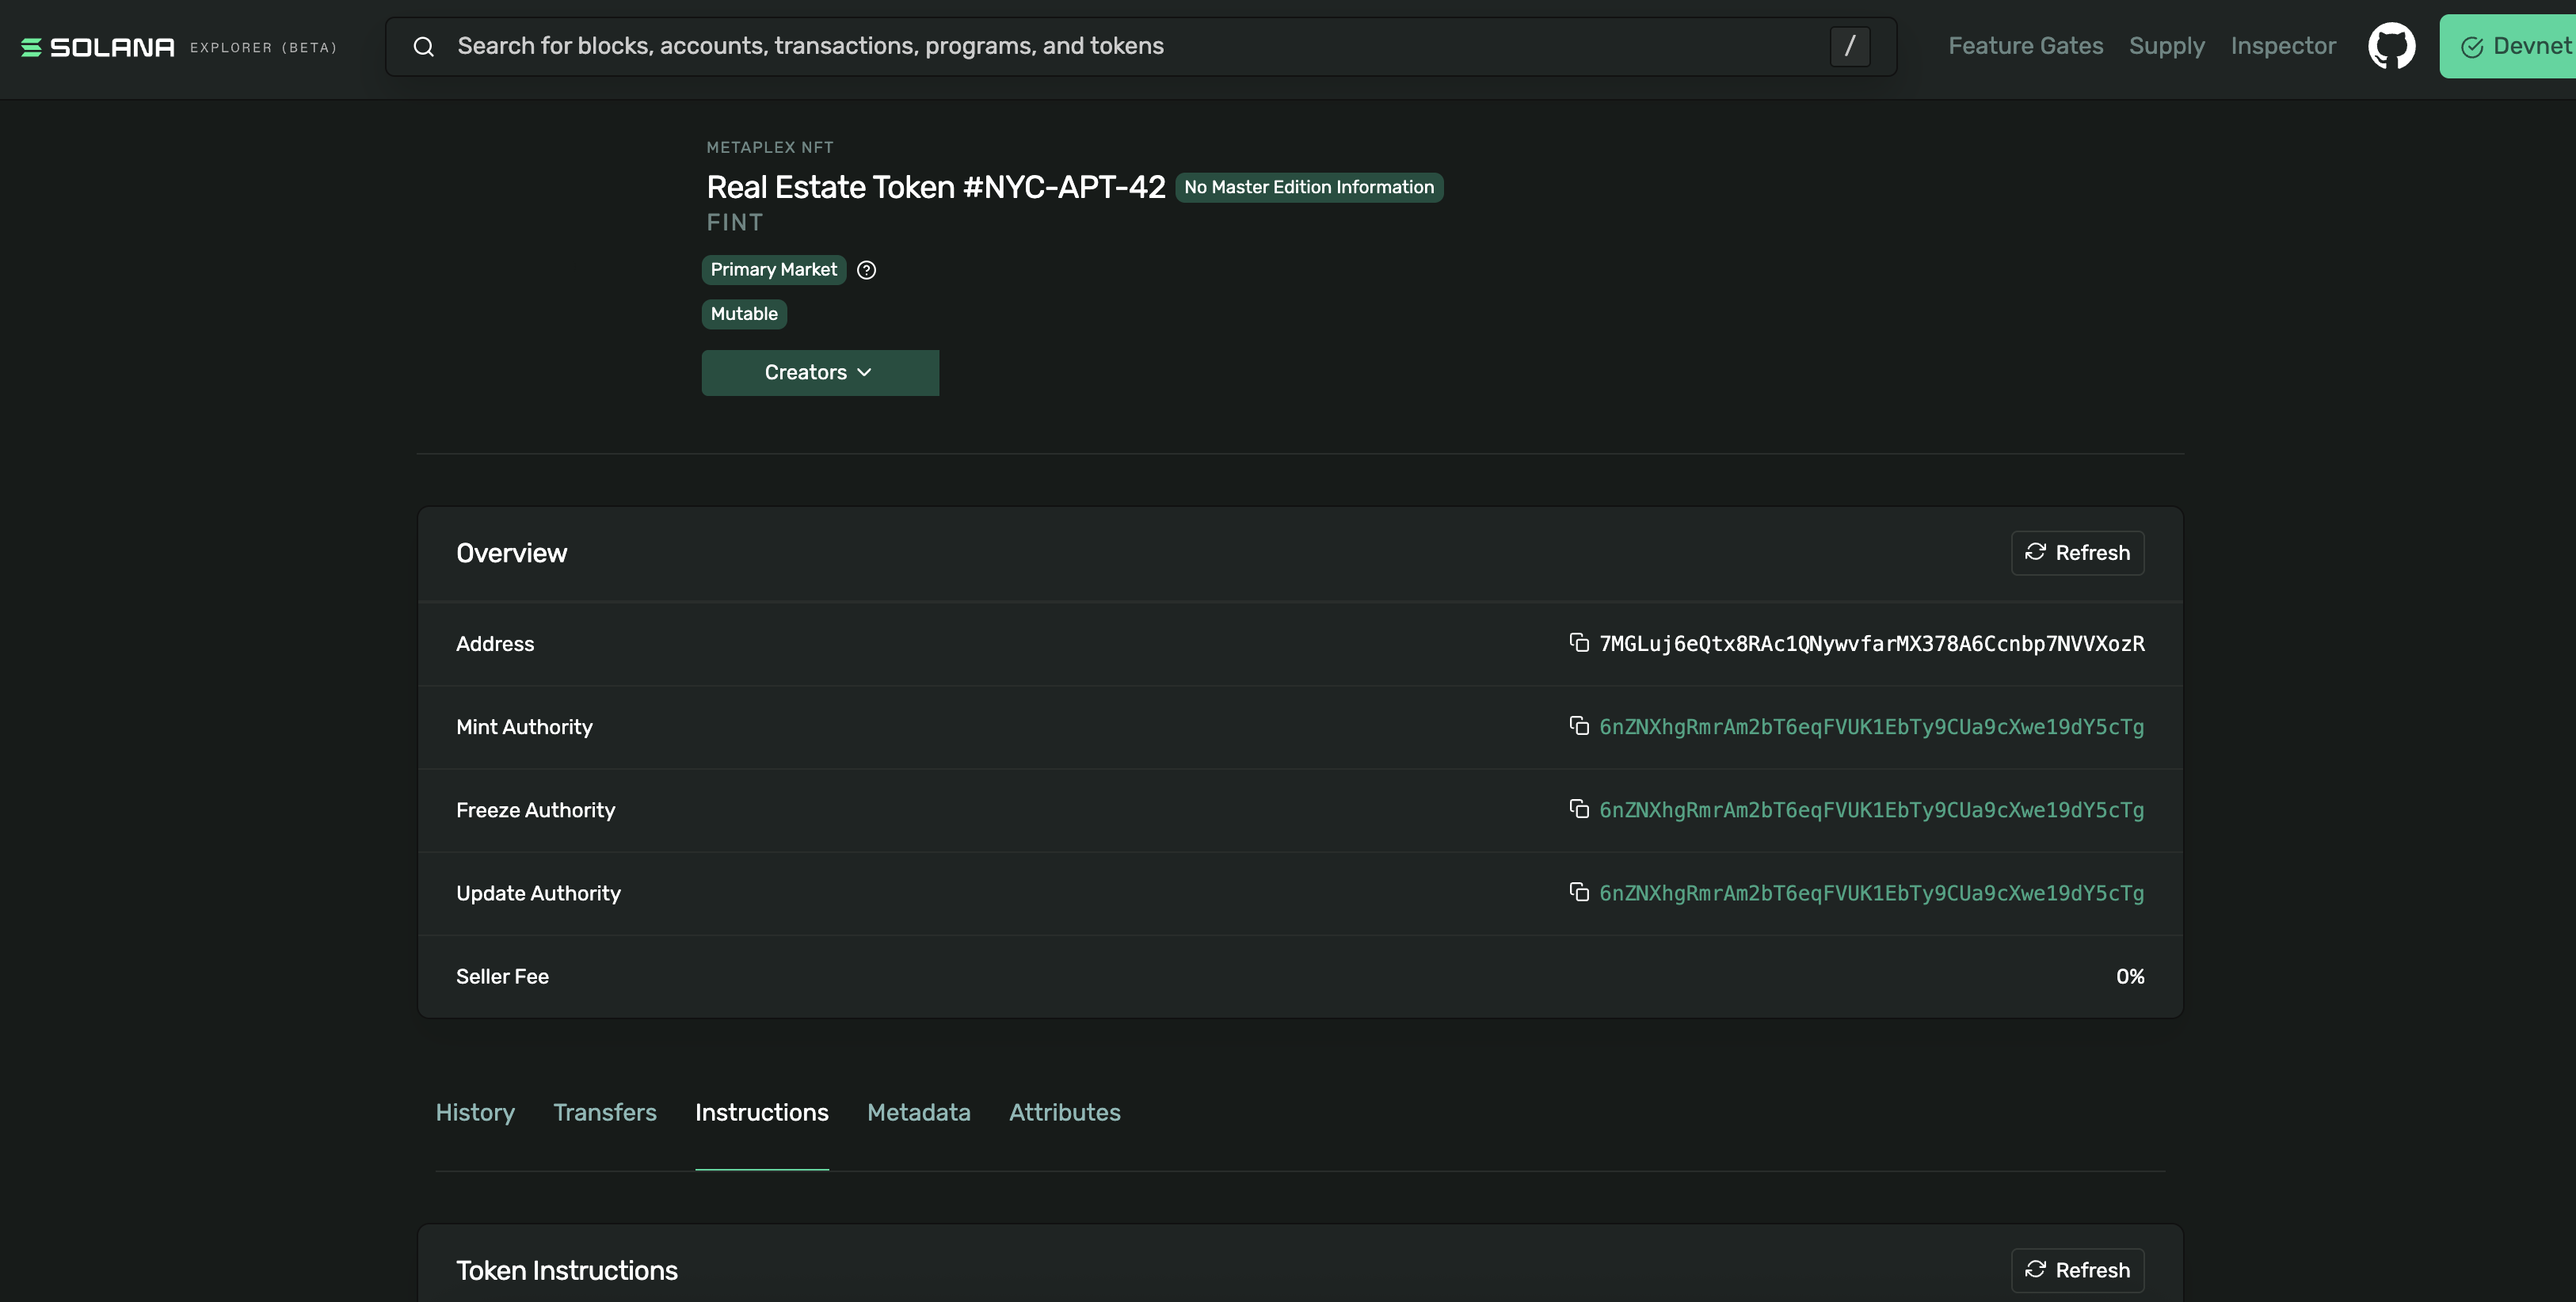 SOLANA EXPLORER (BETA)
Search for blocks, accounts, transactions, programs, and tokens
/
Feature Gates
Supply
Inspector
Devnet
METAPLEX NFT
Real Estate Token #NYC-APT-42 No Master Edition Information
FINT
Primary Market ?
Mutable
Creators
Overview
Refresh
Address
7MGLuj6eQtx8RAc1QNywvfarMX378A6Ccnbp7NVVXozR
Mint Authority
6nZNXhgRmrAm2bT6eqFVUK1EbTy9CUa9cXwe19dY5cTg
Freeze Authority
6nZNXhgRmrAm2bT6eqFVUK1EbTy9CUa9cXwe19dY5cTg
Update Authority
6nZNXhgRmrAm2bT6eqFVUK1EbTy9CUa9cXwe19dY5cTg
Seller Fee
0%
History
Transfers
Instructions
Metadata
Attributes
Token Instructions
Refresh